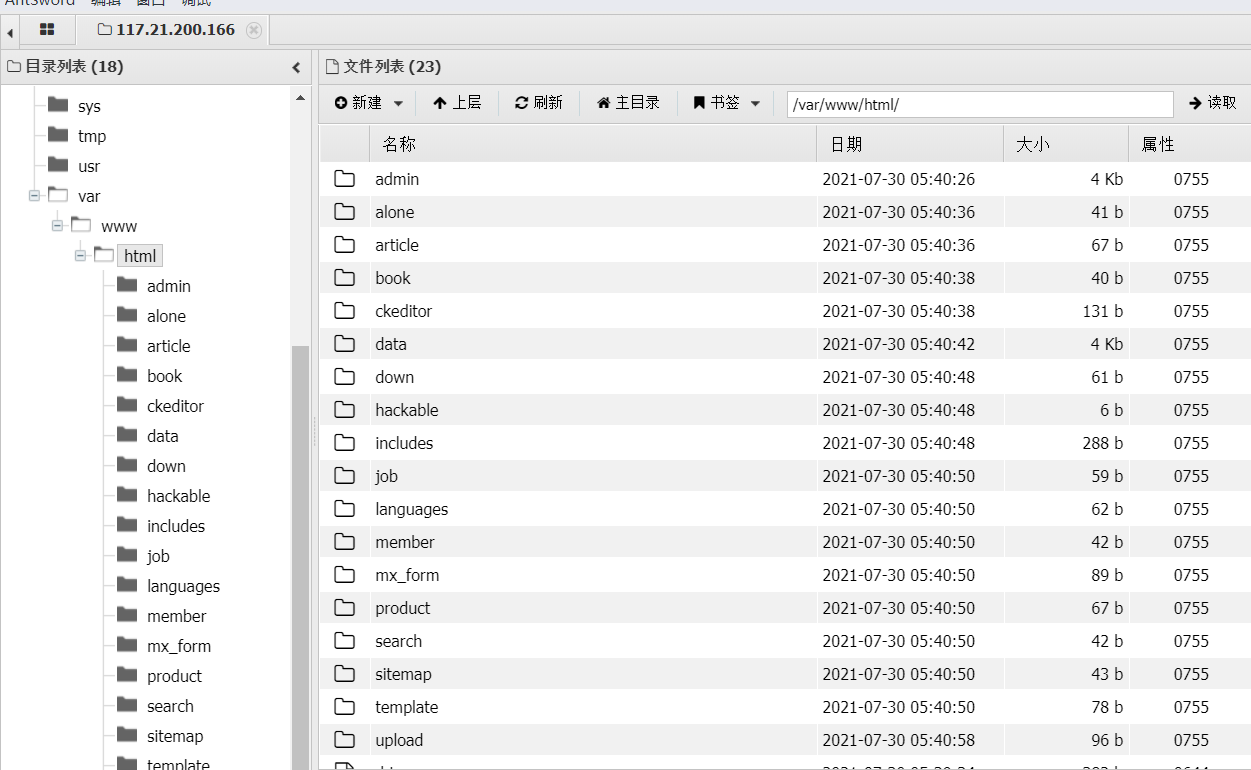 AntSword 编辑 窗口 调试
117.21.200.166
目录列表 (18)
sys
tmp
usr
var
www
html
admin
alone
article
book
ckeditor
data
down
hackable
includes
job
languages
member
mx_form
product
search
sitemap
template
文件列表 (23)
新建 上层 刷新 主目录 书签 /var/www/html/ 读取
名称 日期 大小 属性
admin 2021-07-30 05:40:26 4 Kb 0755
alone 2021-07-30 05:40:36 41 b 0755
article 2021-07-30 05:40:36 67 b 0755
book 2021-07-30 05:40:38 40 b 0755
ckeditor 2021-07-30 05:40:38 131 b 0755
data 2021-07-30 05:40:42 4 Kb 0755
down 2021-07-30 05:40:48 61 b 0755
hackable 2021-07-30 05:40:48 6 b 0755
includes 2021-07-30 05:40:48 288 b 0755
job 2021-07-30 05:40:50 59 b 0755
languages 2021-07-30 05:40:50 62 b 0755
member 2021-07-30 05:40:50 42 b 0755
mx_form 2021-07-30 05:40:50 89 b 0755
product 2021-07-30 05:40:50 67 b 0755
search 2021-07-30 05:40:50 42 b 0755
sitemap 2021-07-30 05:40:50 43 b 0755
template 2021-07-30 05:40:50 78 b 0755
upload 2021-07-30 05:40:58 96 b 0755